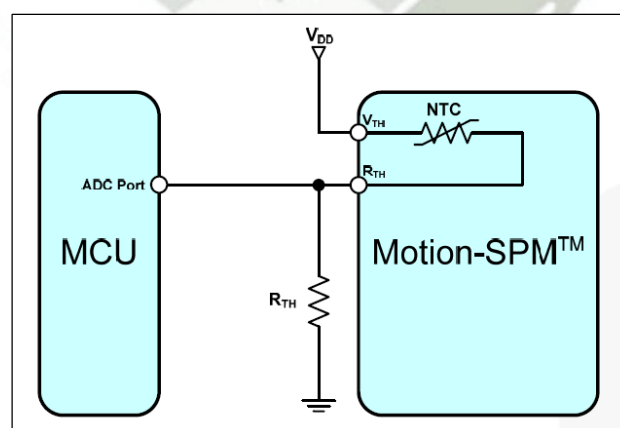 VDD
VTH
NTC
ADC Port
RTH
MCU
Motion-SPM™
RTH